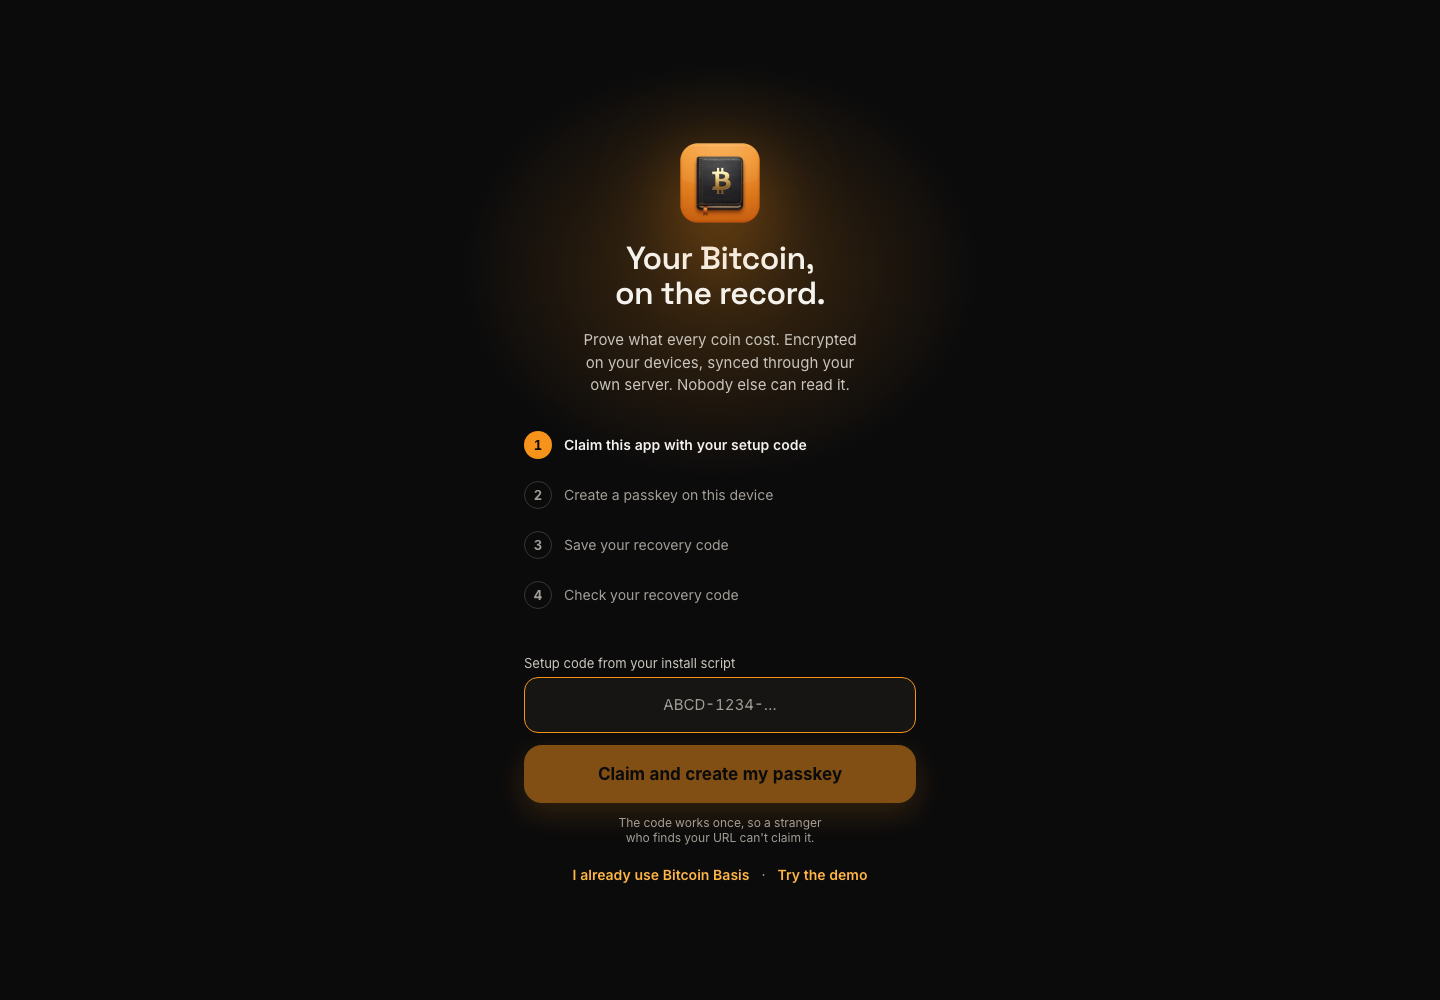 Your Bitcoin,
on the record.
Prove what every coin cost. Encrypted
on your devices, synced through your
own server. Nobody else can read it.
1 Claim this app with your setup code
2 Create a passkey on this device
3 Save your recovery code
4 Check your recovery code
Setup code from your install script
ABCD-1234-...
Claim and create my passkey
The code works once, so a stranger
who finds your URL can't claim it.
I already use Bitcoin Basis · Try the demo